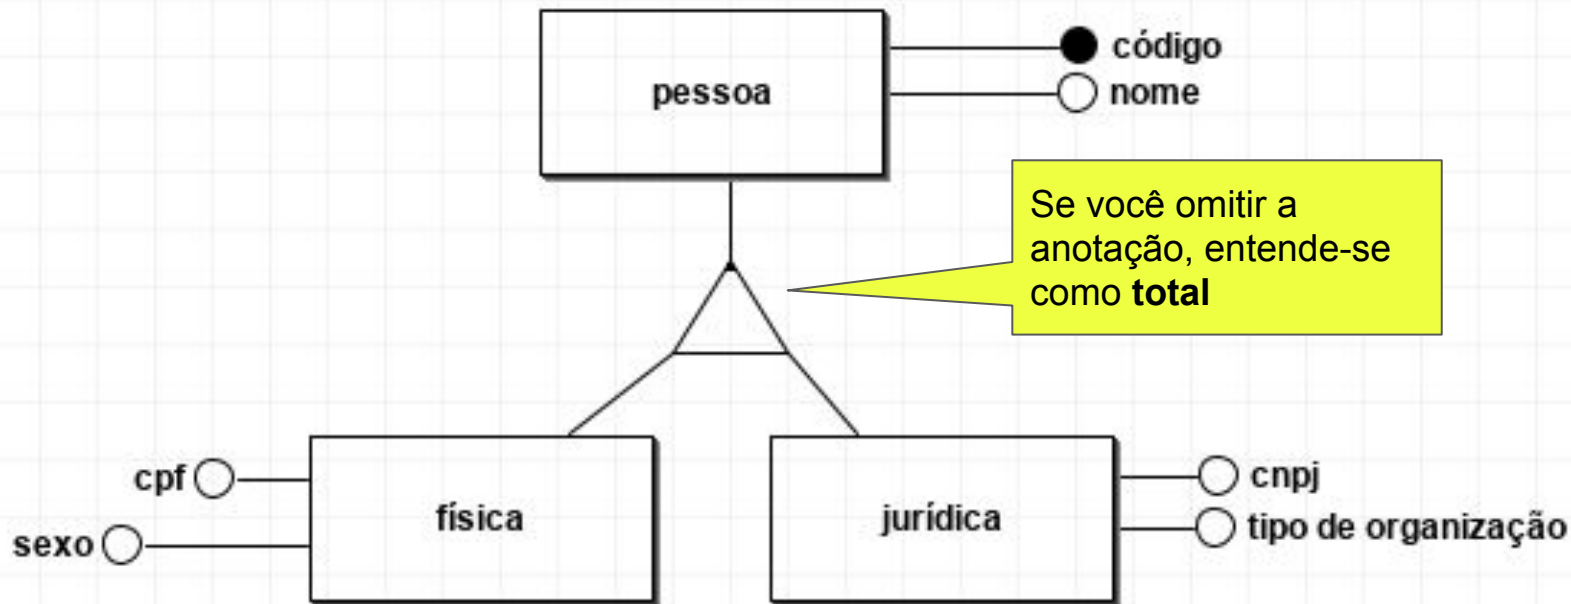 pessoa
código
nome
Se você omitir a
anotação, entende-se
como total
cpf
sexo
física
jurídica
cnpj
tipo de organização